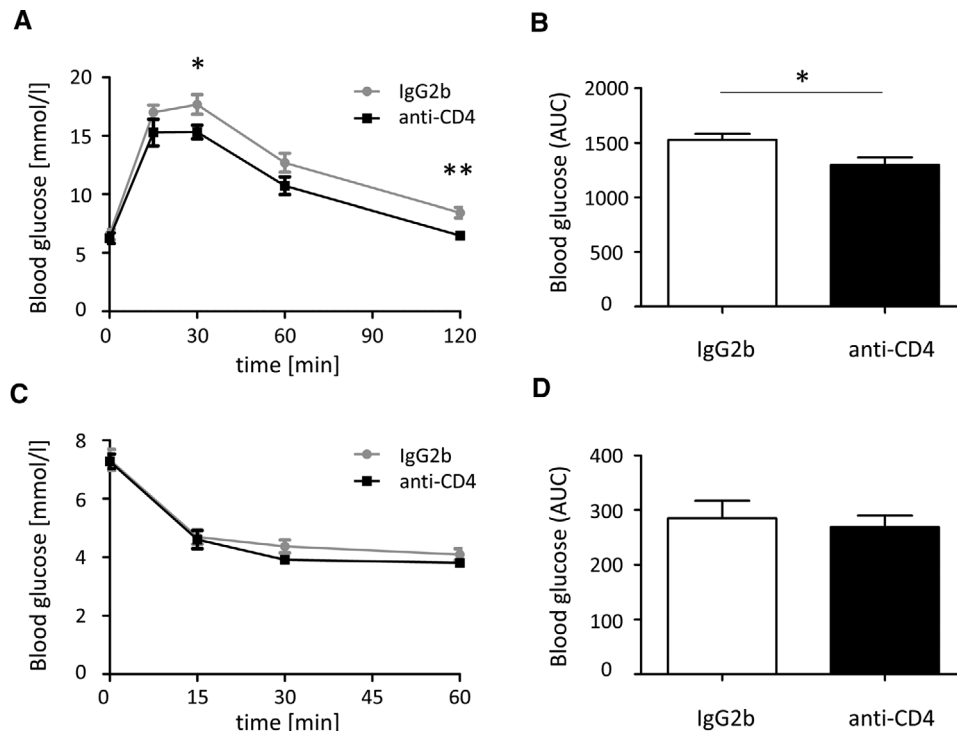 A
*
IgG2b
anti-CD4
**
Blood glucose [mmol/l]
20
15
10
5
0
0 30 60 90 120
time [min]
B
*
Blood glucose (AUC)
2000
1500
1000
500
0
IgG2b anti-CD4
C
IgG2b
anti-CD4
Blood glucose [mmol/l]
8
6
4
2
0
0 15 30 45 60
time [min]
D
Blood glucose (AUC)
400
300
200
100
0
IgG2b anti-CD4